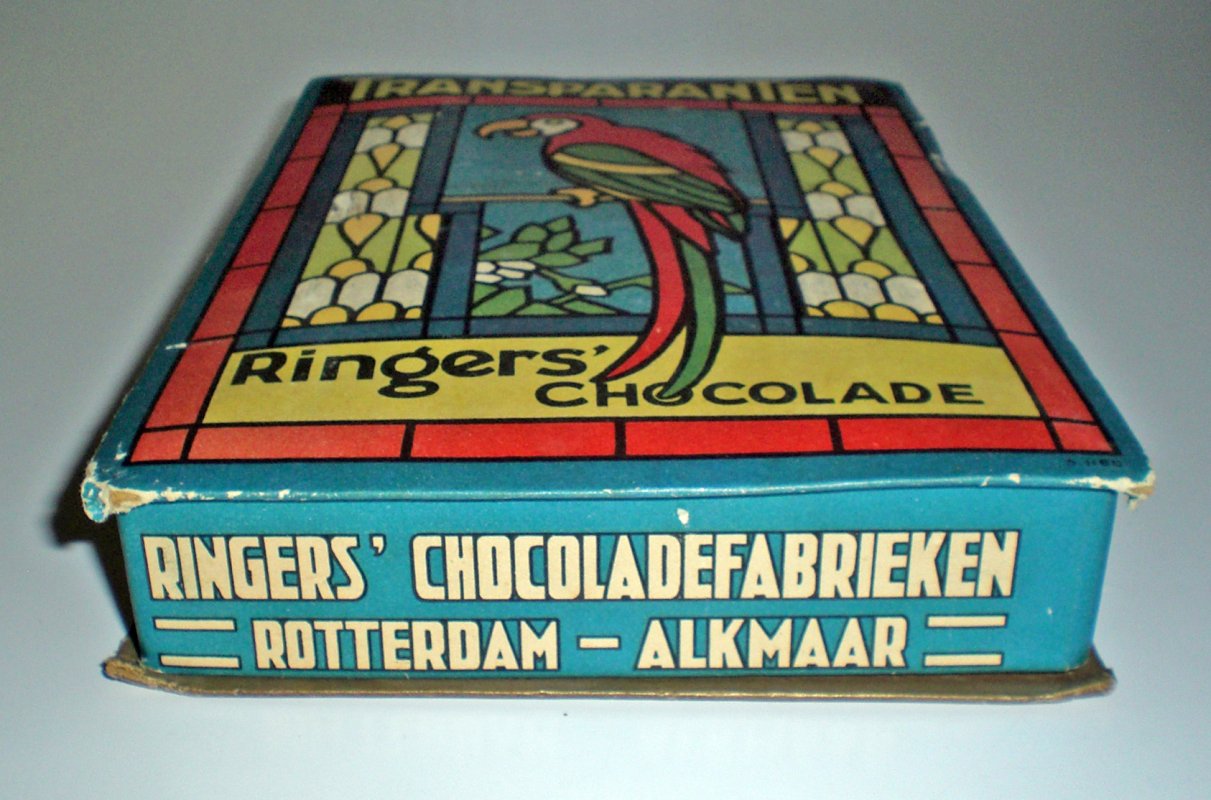 TRANSPARANTEN
Ringers'
CHOCOLADE
RINGERS' CHOCOLADEFABRIEKEN
ROTTERDAM – ALKMAAR